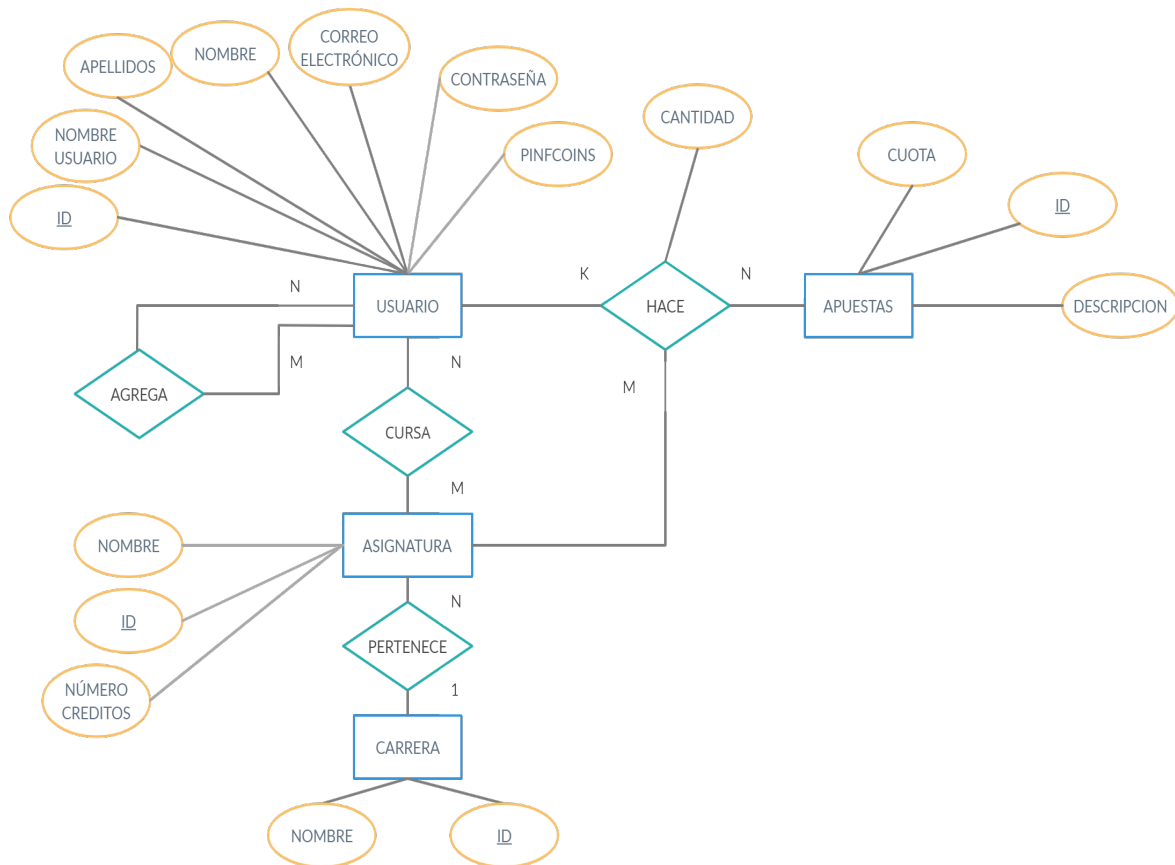 CORREO
ELECTRÓNICO
NOMBRE
APELLIDOS
CONTRASEÑA
CANTIDAD
NOMBRE
USUARIO
PINFCOINS
CUOTA
ID
ID
K
N
N
USUARIO
HACE
APUESTAS
DESCRIPCION
M
N
M
AGREGA
CURSA
M
NOMBRE
ASIGNATURA
N
ID
PERTENECE
NÚMERO
CREDITOS
1
CARRERA
NOMBRE
ID